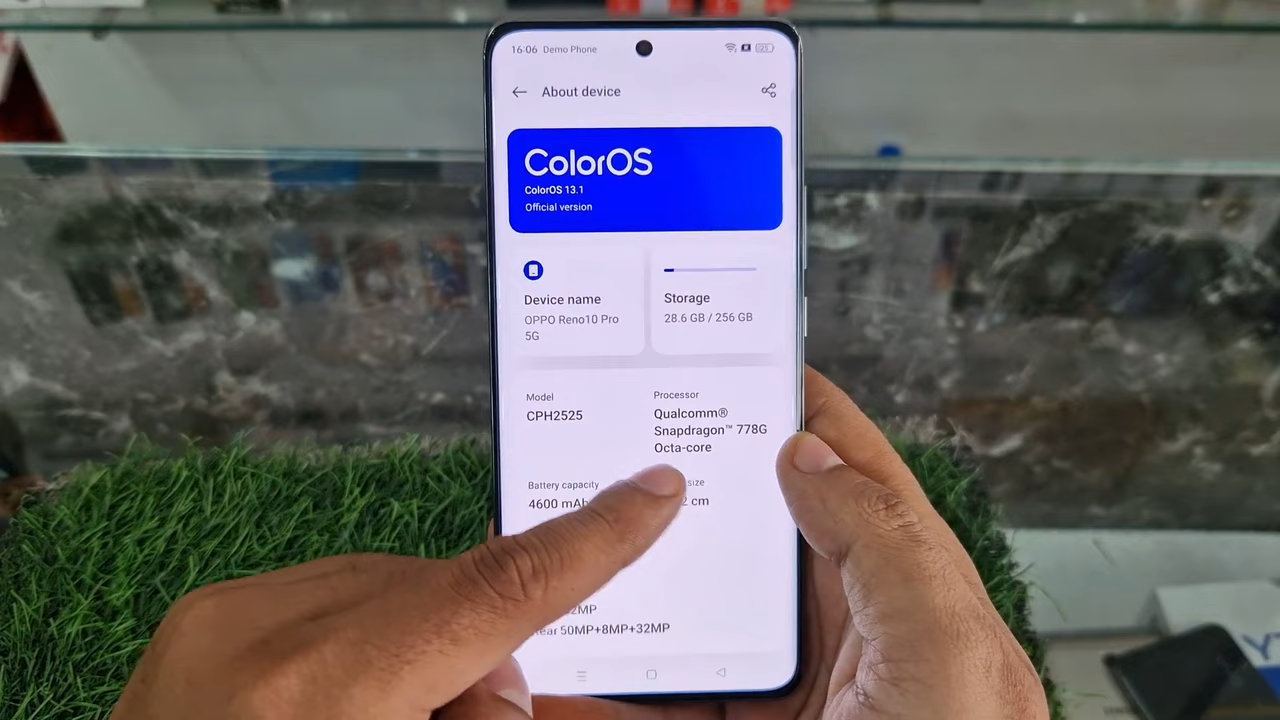 16:06 Demo Phone
About device
ColorOS
ColorOS 13.1
Official version
Device name
OPPO Reno10 Pro
5G
Storage
28.6 GB / 256 GB
Model
CPH2525
Processor
Qualcomm®
Snapdragon™ 778G
Octa-core
Battery capacity
4600 mAh
size
cm
2MP
Rear 50MP+8MP+32MP